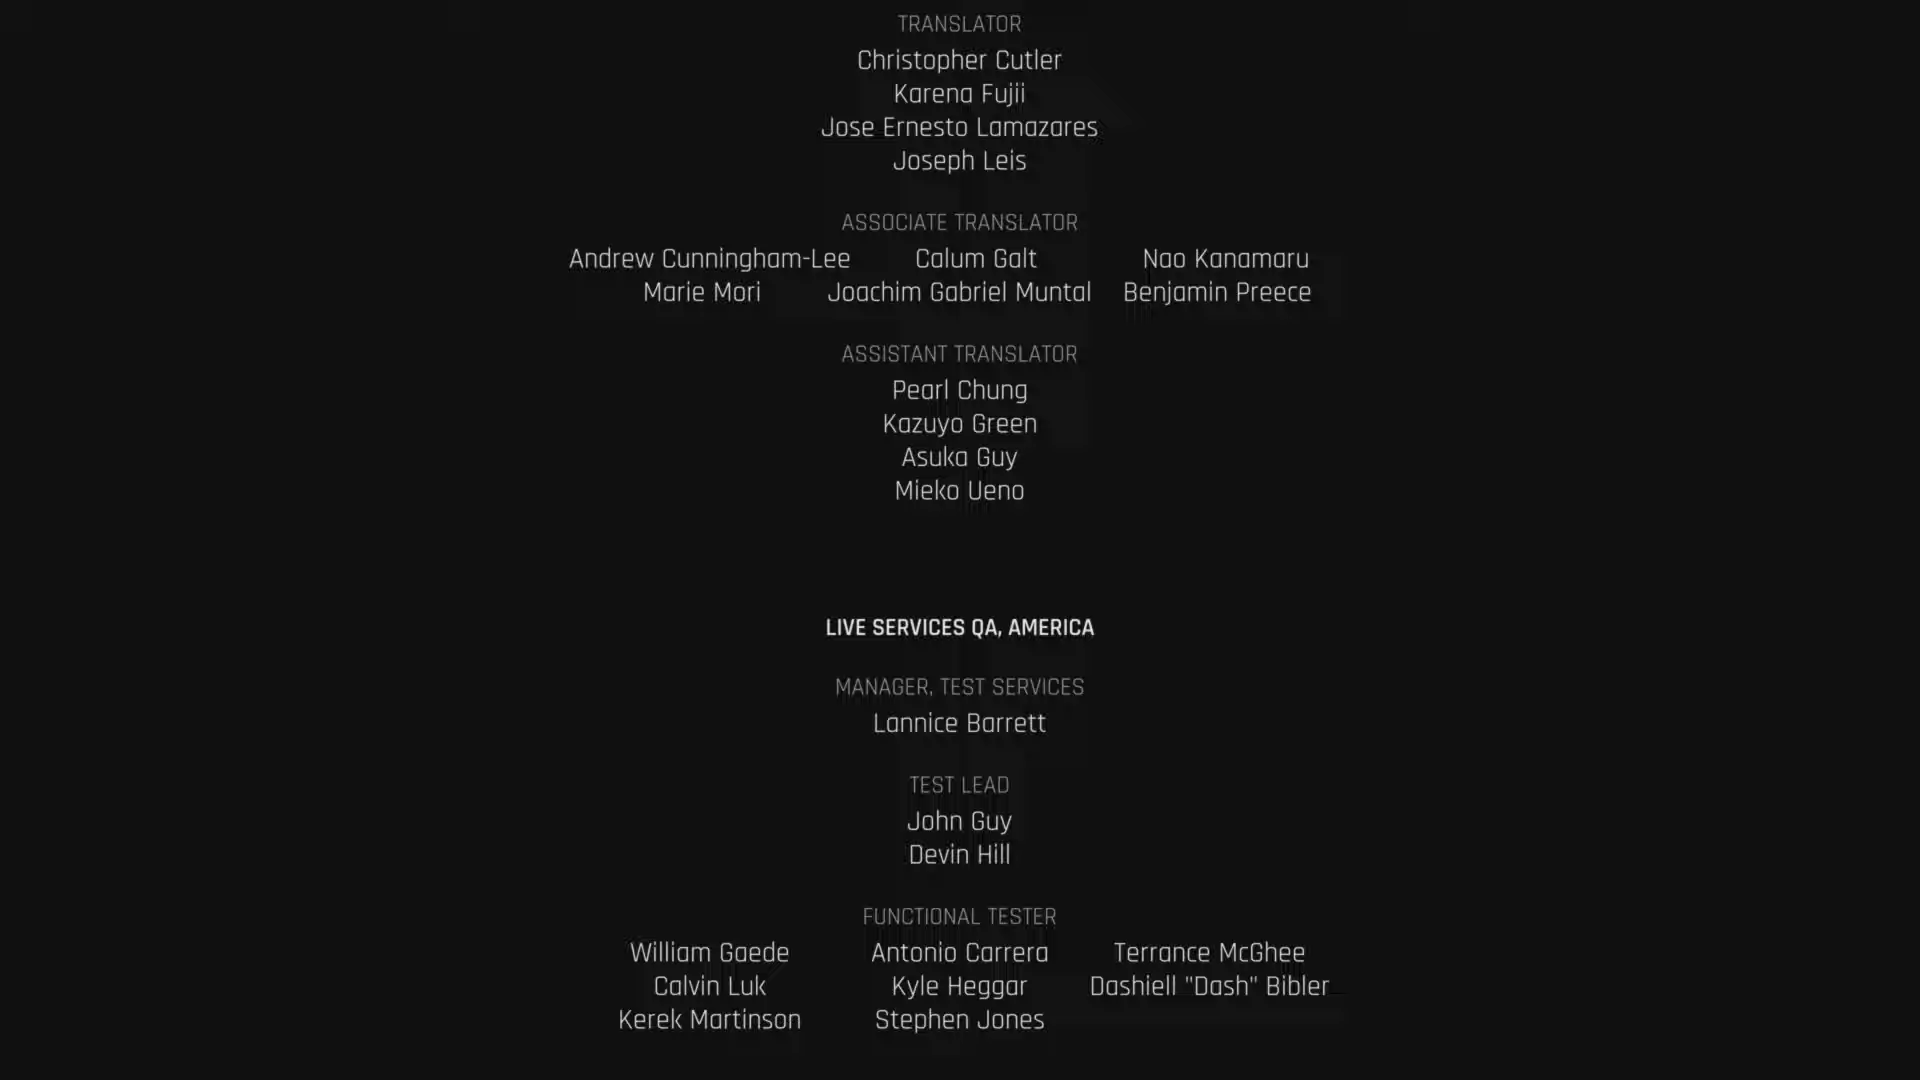 TRANSLATOR
Christopher Cutler
Karena Fujii
Jose Ernesto Lamazares
Joseph Leis
ASSOCIATE TRANSLATOR
Andrew Cunningham-Lee Calum Galt Nao Kanamaru
Marie Mori Joachim Gabriel Muntal Benjamin Preece
ASSISTANT TRANSLATOR
Pearl Chung
Kazuyo Green
Asuka Guy
Mieko Ueno
LIVE SERVICES QA, AMERICA
MANAGER, TEST SERVICES
Lannice Barrett
TEST LEAD
John Guy
Devin Hill
FUNCTIONAL TESTER
William Gaede Antonio Carrera Terrance McGhee
Calvin Luk Kyle Heggar Dashiell "Dash" Bibler
Kerek Martinson Stephen Jones